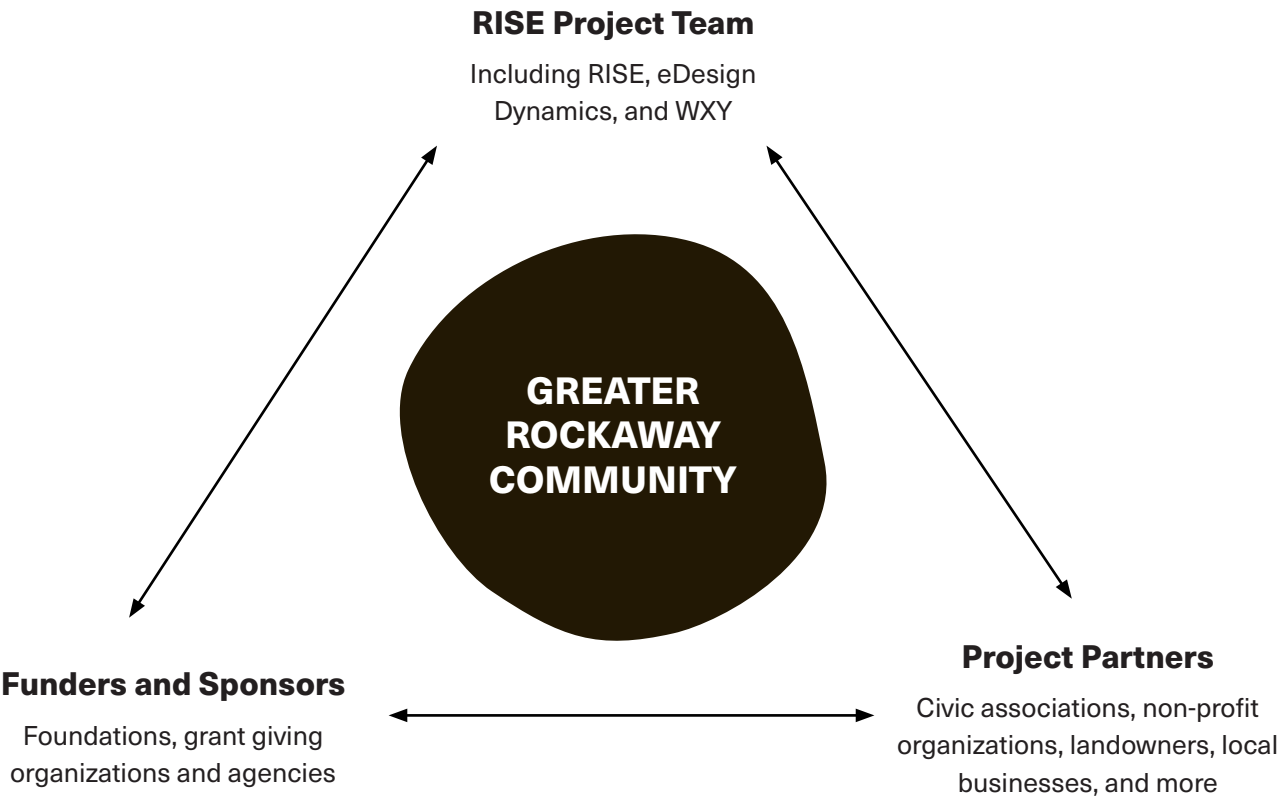 RISE Project Team
Including RISE, eDesign
Dynamics, and WXY
GREATER
ROCKAWAY
COMMUNITY
Funders and Sponsors
Foundations, grant giving
organizations and agencies
Project Partners
Civic associations, non-profit
organizations, landowners, local
businesses, and more